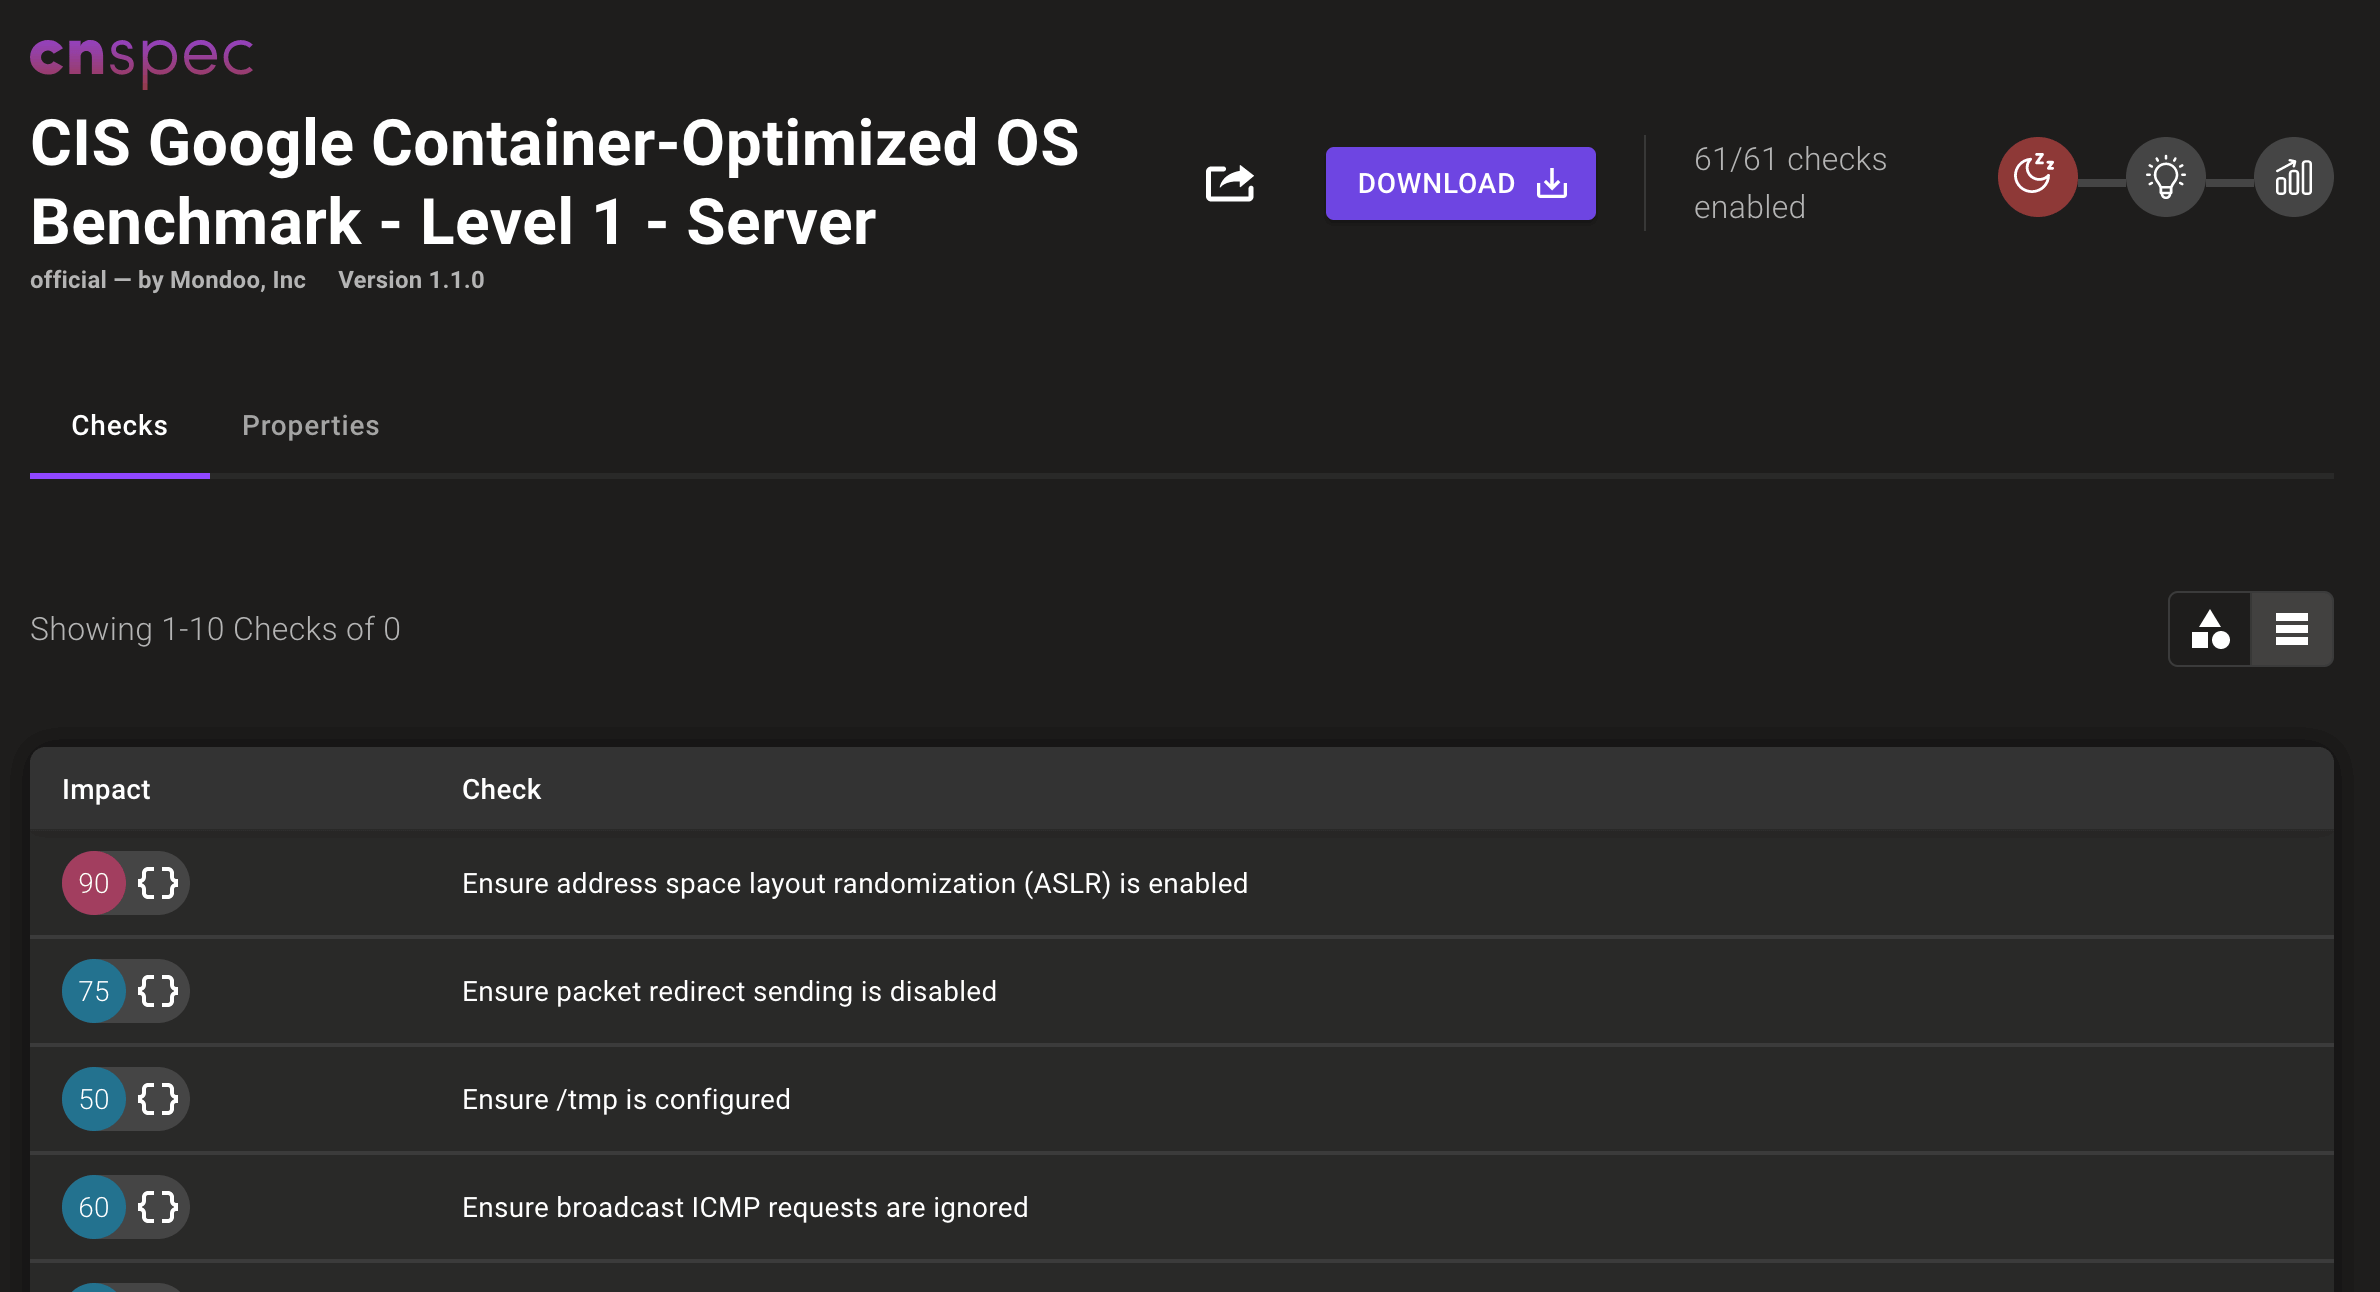 cnspec
CIS Google Container-Optimized OS
Benchmark - Level 1 - Server
official — by Mondoo, Inc Version 1.1.0
DOWNLOAD
61/61 checks
enabled
Checks Properties
Showing 1-10 Checks of 0
Impact Check
90 {} Ensure address space layout randomization (ASLR) is enabled
75 {} Ensure packet redirect sending is disabled
50 {} Ensure /tmp is configured
60 {} Ensure broadcast ICMP requests are ignored